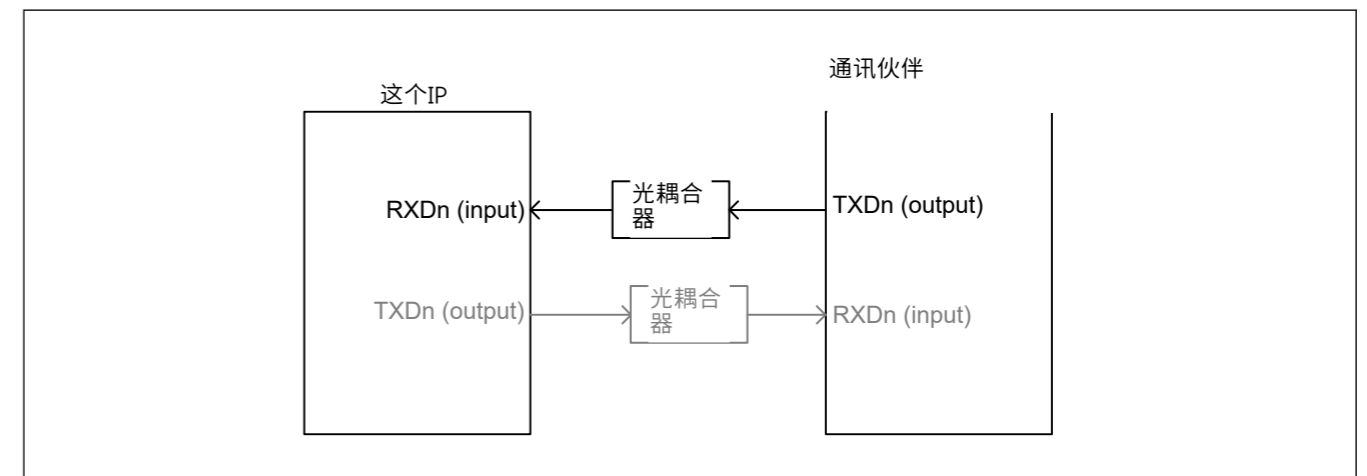 通讯伙伴
这个IP
光耦合
器
RXDn (input)
TXDn (output)
光耦合
器
TXDn (output)
RXDn (input)